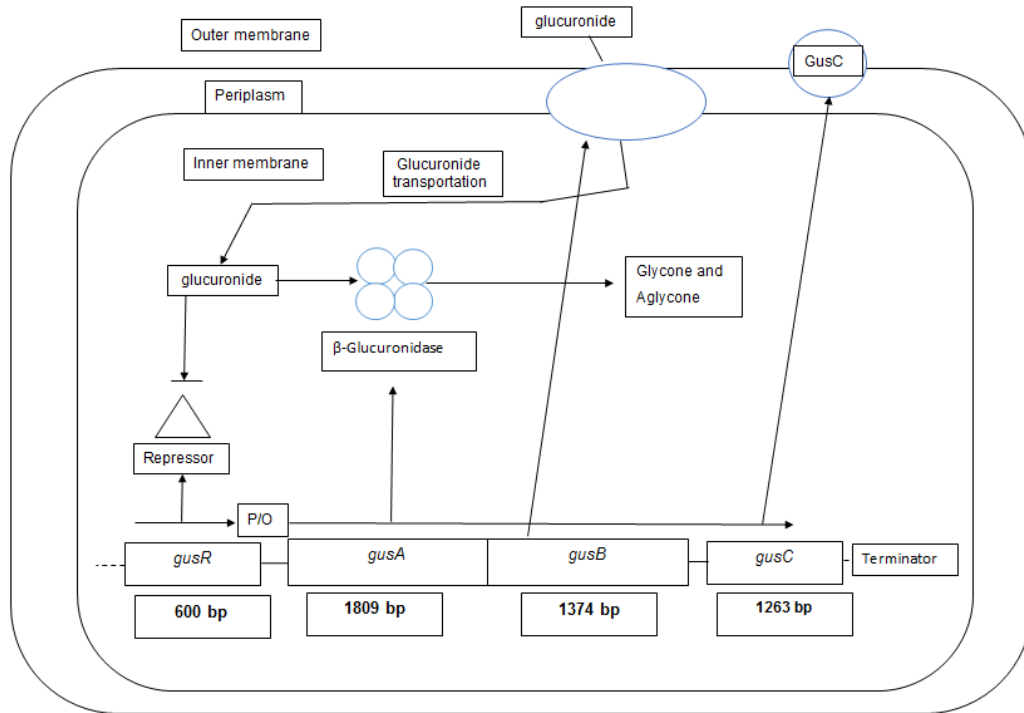 glucuronide
Outer membrane
GusC
Periplasm
Inner membrane
Glucuronide
transportation
glucuronide
Glycone and
Aglycone
β-Glucuronidase
Repressor
P/O
gusR
gusA
gusB
gusC
Terminator
600 bp
1809 bp
1374 bp
1263 bp